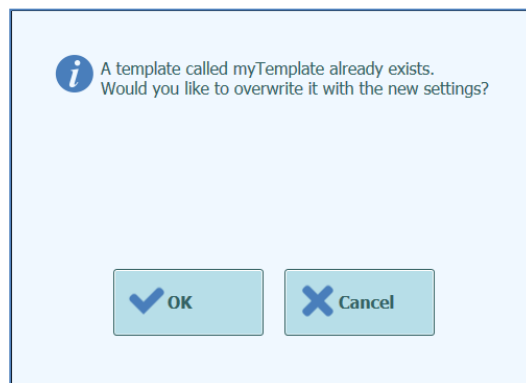 A template called myTemplate already exists.
Would you like to overwrite it with the new settings?
OK
Cancel